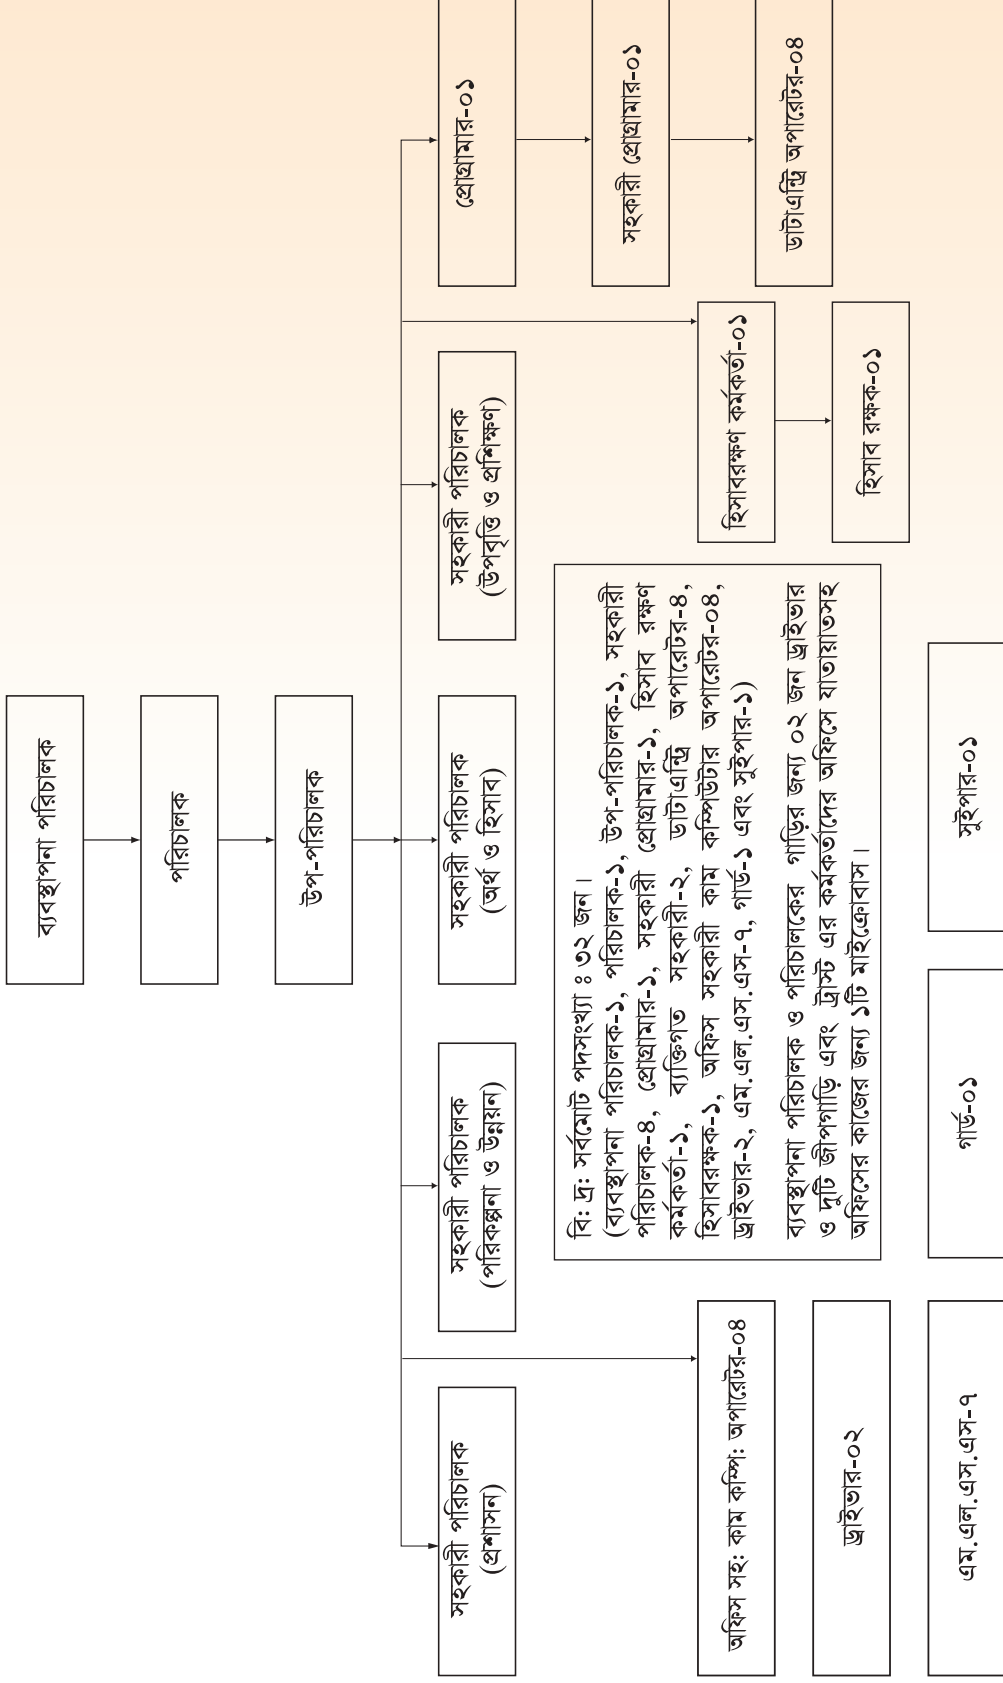 ব্যবস্থাপনা পরিচালক
পরিচালক
উপ-পরিচালক
সহকারী পরিচালক
(প্রশাসন)
সহকারী পরিচালক
(পরিকল্পনা ও উন্নয়ন)
সহকারী পরিচালক
(অর্থ ও হিসাব)
সহকারী পরিচালক
(উপবৃত্তি ও প্রশিক্ষণ)
প্রোগ্রামার-০১
সহকারী প্রোগ্রামার-০১
ডাটাএন্ট্রি অপারেটর-০৪
হিসাবরক্ষণ কর্মকর্তা-০১
হিসাব রক্ষক-০১
বি: দ্র: সর্বমোট পদসংখ্যা ঃ ৩২ জন।
(ব্যবস্থাপনা পরিচালক-১, পরিচালক-১, উপ-পরিচালক-১, সহকারী
পরিচালক-৪, প্রোগ্রামার-১, সহকারী প্রোগ্রামার-১, হিসাব রক্ষণ
কর্মকর্তা-১, ব্যক্তিগত সহকারী-২, ডাটাএন্ট্রি অপারেটর-৪,
হিসাবরক্ষক-১, অফিস সহকারী কাম কম্পিউটার অপারেটর-০৪,
ড্রাইভার-২, এম.এল.এস.এস-৭, গার্ড-১ এবং সুইপার-১)
ব্যবস্থাপনা পরিচালক ও পরিচালকের গাড়ির জন্য ০২ জন ড্রাইভার
ও দুটি জীপগাড়ি এবং ট্রাস্ট এর কর্মকর্তাদের অফিসে যাতায়াতসহ
অফিসের কাজের জন্য ১টি মাইক্রোবাস।
অফিস সহ: কাম কম্পি: অপারেটর-০৪
ড্রাইভার-০২
এম.এল.এস.এস-৭
গার্ড-০১
সুইপার-০১